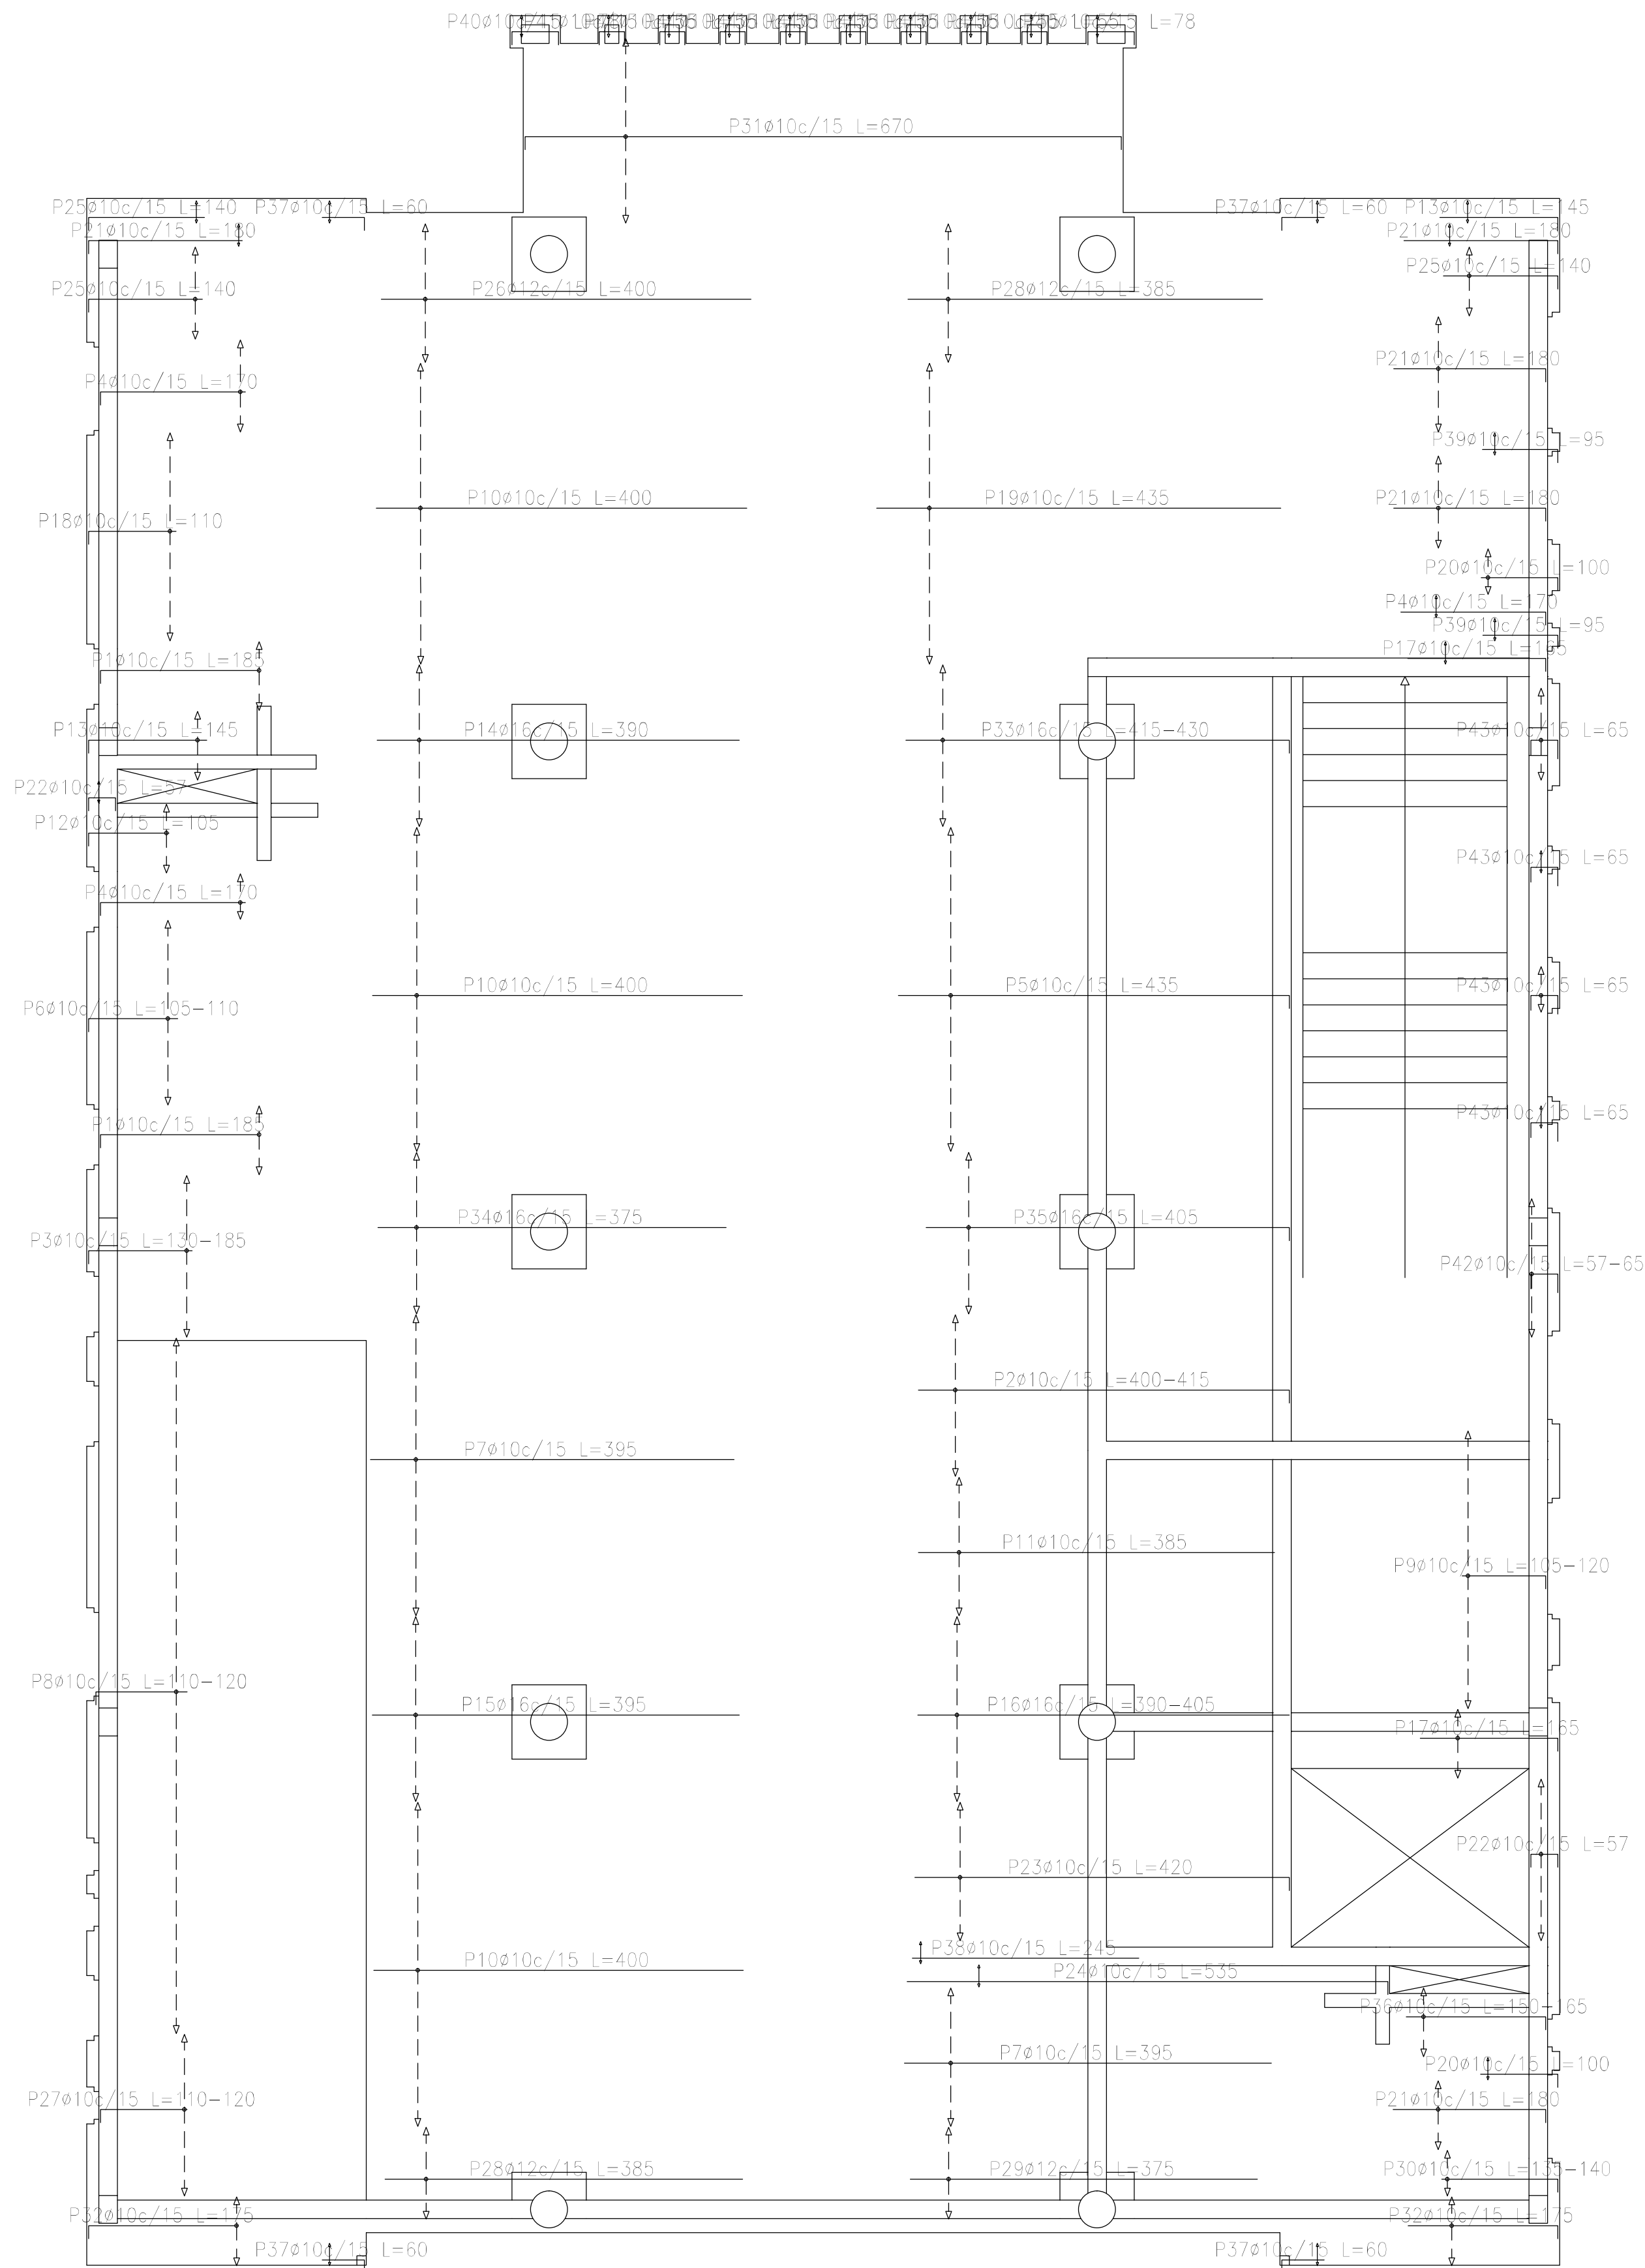 P40ø10c/15 L=78
P31ø10c/15 L=670
P25ø10c/15 L=140
P37ø10c/15 L=60
P37ø10c/15 L=60
P13ø10c/15 L=145
P21ø10c/15 L=180
P21ø10c/15 L=180
P25ø10c/15 L=140
P25ø10c/15 L=140
P26ø12c/15 L=400
P28ø12c/15 L=385
P21ø10c/15 L=180
P4ø10c/15 L=170
P39ø10c/15 L=95
P10ø10c/15 L=400
P19ø10c/15 L=435
P21ø10c/15 L=180
P18ø10c/15 L=110
P20ø10c/15 L=100
P4ø10c/15 L=170
P39ø10c/15 L=95
P1ø10c/15 L=185
P17ø10c/15 L=165
P13ø10c/15 L=145
P14ø16c/15 L=390
P33ø16c/15 L=415-430
P43ø10c/15 L=65
P22ø10c/15 L=57
P12ø10c/15 L=105
P43ø10c/15 L=65
P4ø10c/15 L=170
P10ø10c/15 L=400
P5ø10c/15 L=435
P43ø10c/15 L=65
P6ø10c/15 L=105-110
P1ø10c/15 L=185
P43ø10c/15 L=65
P34ø16c/15 L=375
P35ø16c/15 L=405
P3ø10c/15 L=130-185
P42ø10c/15 L=57-65
P2ø10c/15 L=400-415
P7ø10c/15 L=395
P11ø10c/15 L=385
P9ø10c/15 L=105-120
P8ø10c/15 L=110-120
P15ø16c/15 L=395
P16ø16c/15 L=390-405
P17ø10c/15 L=165
P22ø10c/15 L=57
P23ø10c/15 L=420
P38ø10c/15 L=245
P10ø10c/15 L=400
P24ø10c/15 L=535
P36ø10c/15 L=150-165
P7ø10c/15 L=395
P20ø10c/15 L=100
P27ø10c/15 L=110-120
P21ø10c/15 L=180
P28ø12c/15 L=385
P29ø12c/15 L=375
P30ø10c/15 L=135-140
P32ø10c/15 L=175
P32ø10c/15 L=175
P37ø10c/15 L=60
P37ø10c/15 L=60